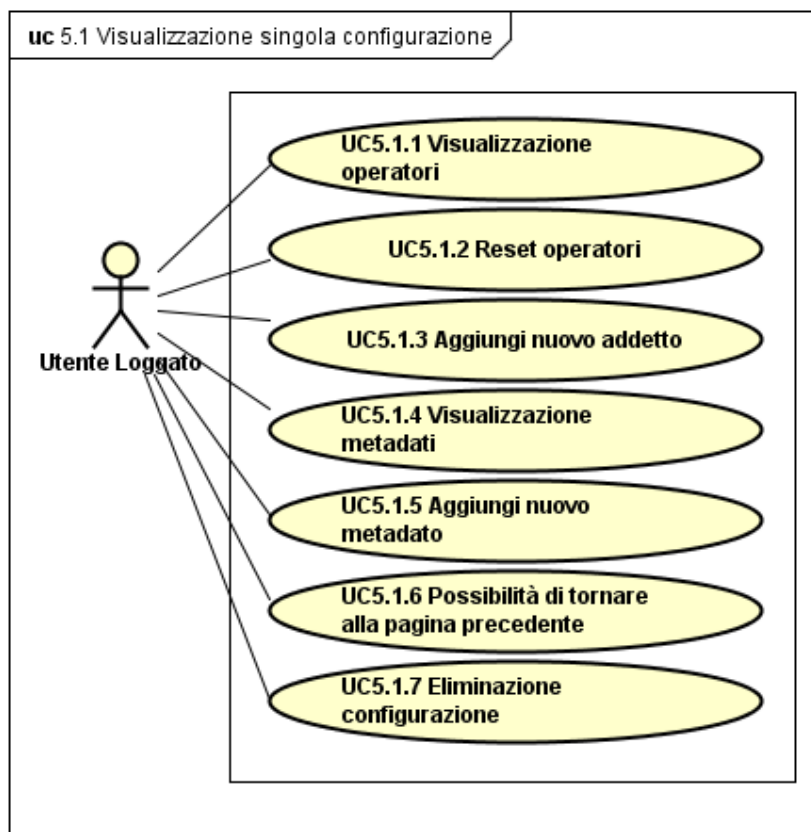 uc 5.1 Visualizzazione singola configurazione
UC5.1.1 Visualizzazione
operatori
UC5.1.2 Reset operatori
UC5.1.3 Aggiungi nuovo addetto
Utente Loggato
UC5.1.4 Visualizzazione
metadati
UC5.1.5 Aggiungi nuovo
metadato
UC5.1.6 Possibilità di tornare
alla pagina precedente
UC5.1.7 Eliminazione
configurazione